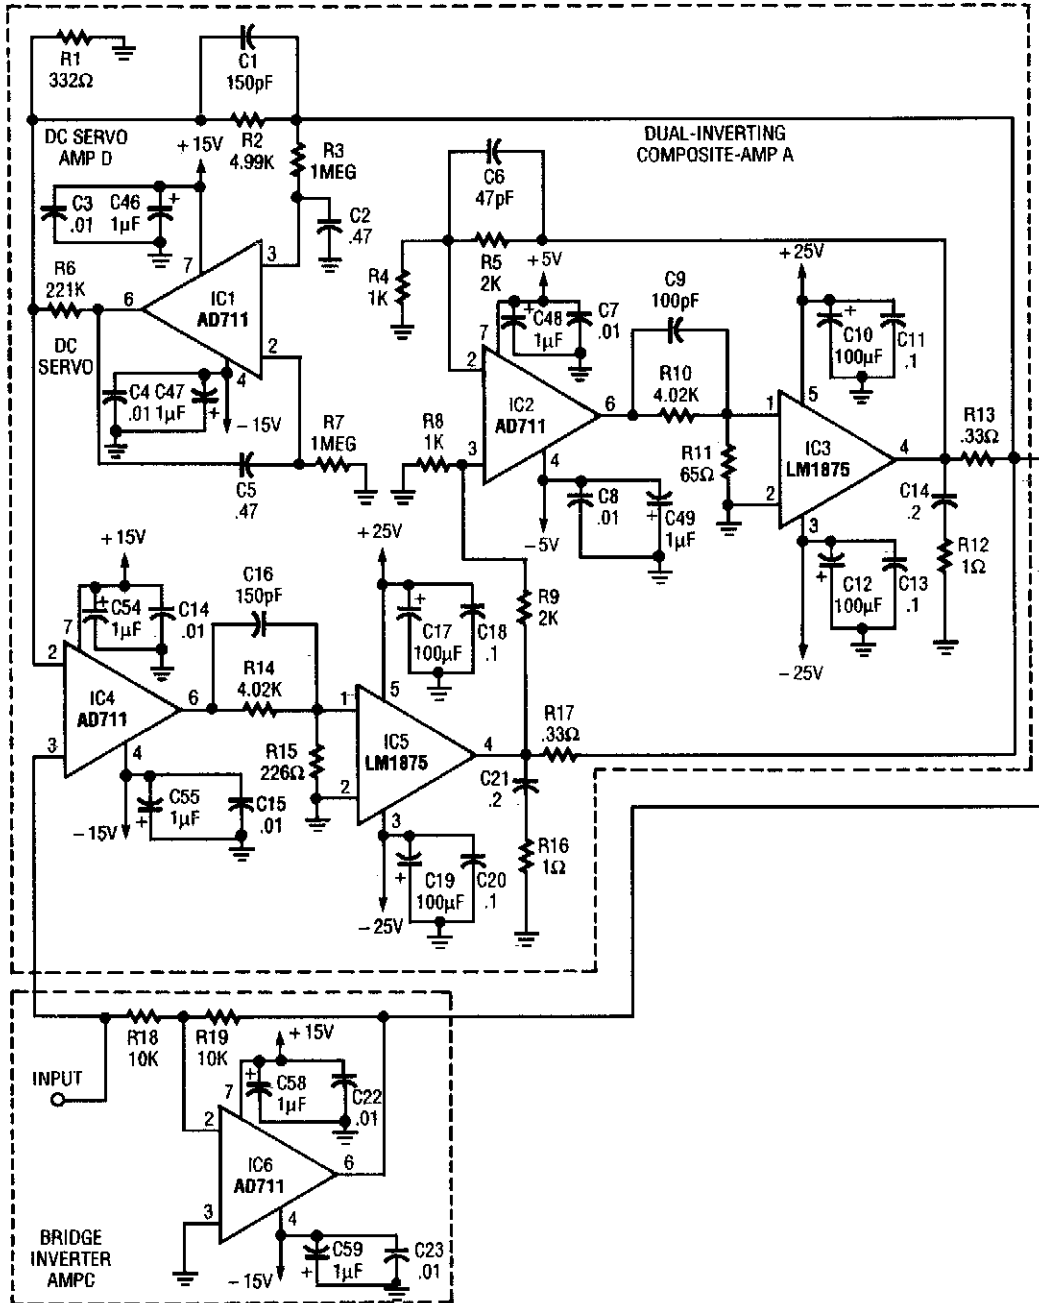 R1
332Ω
C1
150pF
DC SERVO
AMP D
+15V
R2
4.99K
R3
1MEG
DUAL-INVERTING
COMPOSITE-AMP A
C3
.01
C46
1µF
+
C2
.47
C6
47pF
R6
221K
7
3
6
IC1
AD711
2
4
DC
SERVO
C4
.01
C47
1µF
+
-15V
R7
1MEG
C5
.47
R4
1K
R5
2K
+5V
+
C48
1µF
C7
.01
C9
100pF
7
2
IC2
AD711
6
R10
4.02K
R8
1K
3
4
R11
65Ω
C8
.01
C49
1µF
+
-5V
+25V
+
C10
100µF
C11
.1
5
1
IC3
LM1875
4
R13
.33Ω
2
3
C14
.2
+
C12
100µF
C13
.1
R12
1Ω
-25V
+15V
+
C54
1µF
C14
.01
C16
150pF
+25V
+
C17
100µF
C18
.1
R9
2K
7
2
IC4
AD711
6
R14
4.02K
5
1
IC5
LM1875
4
R17
.33Ω
3
4
R15
226Ω
2
3
C21
.2
C55
1µF
+
C15
.01
-15V
C19
100µF
+
C20
.1
R16
1Ω
-25V
R18
10K
R19
10K
+15V
INPUT
+
C58
1µF
C22
.01
7
2
IC6
AD711
6
3
4
BRIDGE
INVERTER
AMPC
C59
1µF
+
C23
.01
-15V